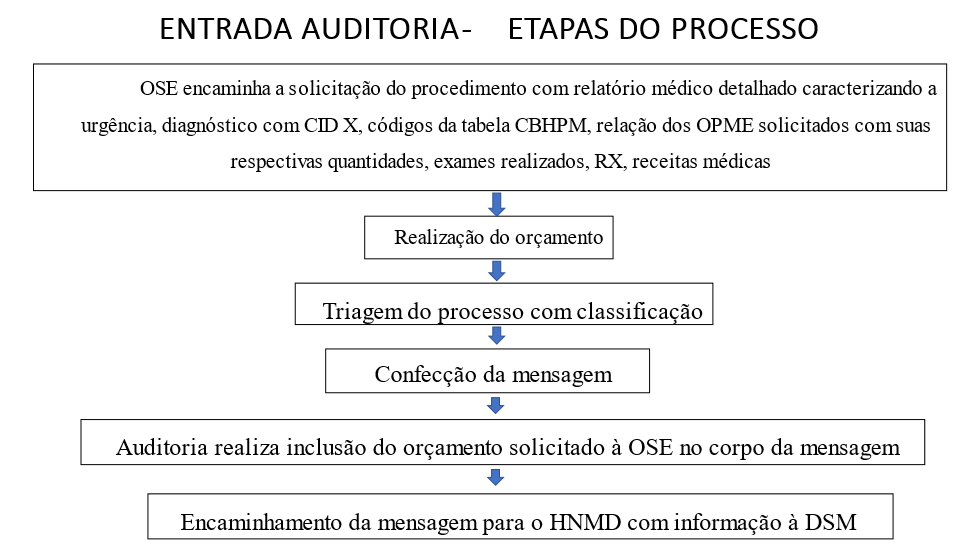 ENTRADA AUDITORIA- ETAPAS DO PROCESSO
OSE encaminha a solicitação do procedimento com relatório médico detalhado caracterizando a
urgência, diagnóstico com CID X, códigos da tabela CBHPM, relação dos OPME solicitados com suas
respectivas quantidades, exames realizados, RX, receitas médicas
Realização do orçamento
Triagem do processo com classificação
Confecção da mensagem
Auditoria realiza inclusão do orçamento solicitado à OSE no corpo da mensagem
Encaminhamento da mensagem para o HNMD com informação à DSM